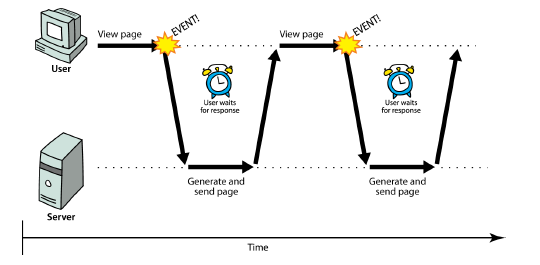 View page
EVENT!
View page
EVENT!
User
User waits
for response
User waits
for response
Generate and
send page
Generate and
send page
Server
Time